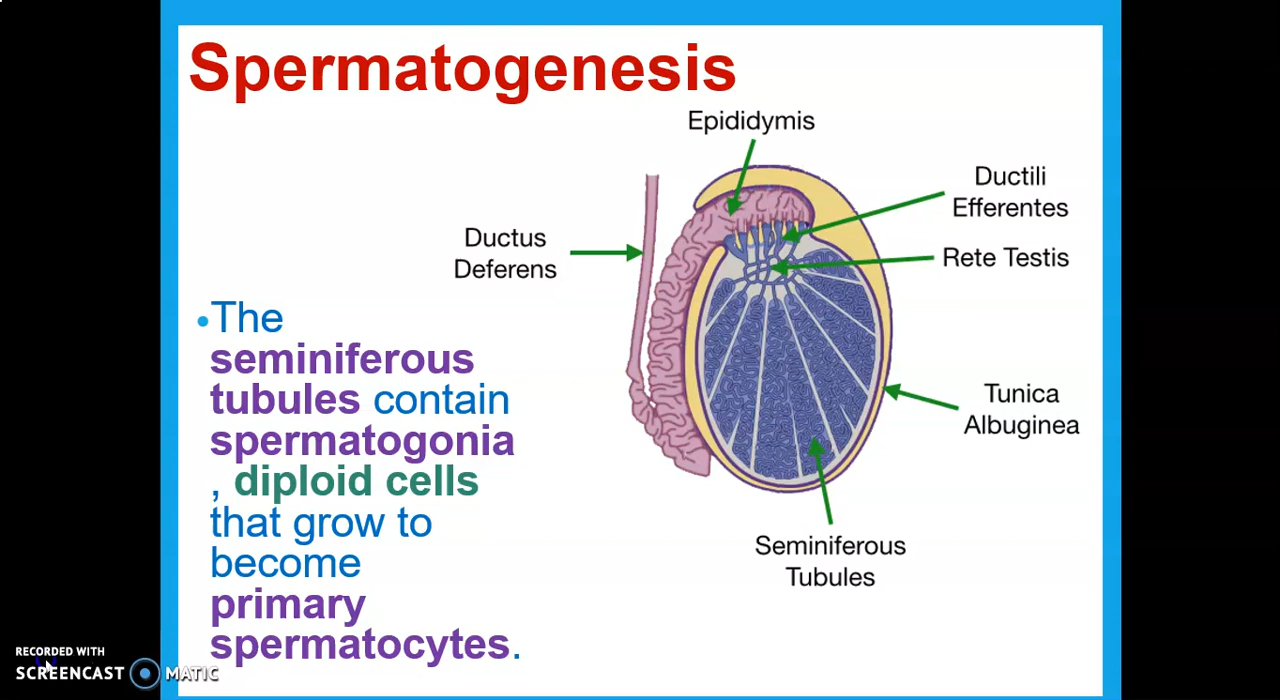 Spermatogenesis
Epididymis
Ductili
Efferentes
Ductus
Deferens
Rete Testis
•The
seminiferous
tubules contain
spermatogonia
, diploid cells
that grow to
become
primary
spermatocytes.
Tunica
Albuginea
Seminiferous
Tubules
RECORDED WITH
SCREENCAST MATIC